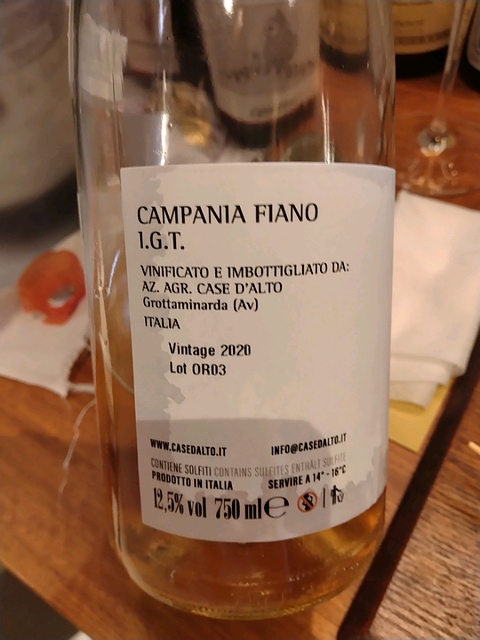 CAMPANIA FIANO
I.G.T.
VINIFICATO E IMBOTTIGLIATO DA:
AZ. AGR. CASE D'ALTO
Grottaminarda (Av)
ITALIA
Vintage 2020
Lot OR03
WWW.CASEDALTO.IT INFO@CASEDALTO.IT
CONTIENE SOLFITI CONTAINS SULFITES ENTHÄLT SULFITE
PRODOTTO IN ITALIA SERVIRE A 14° - 16°C
12,5% vol 750 ml e